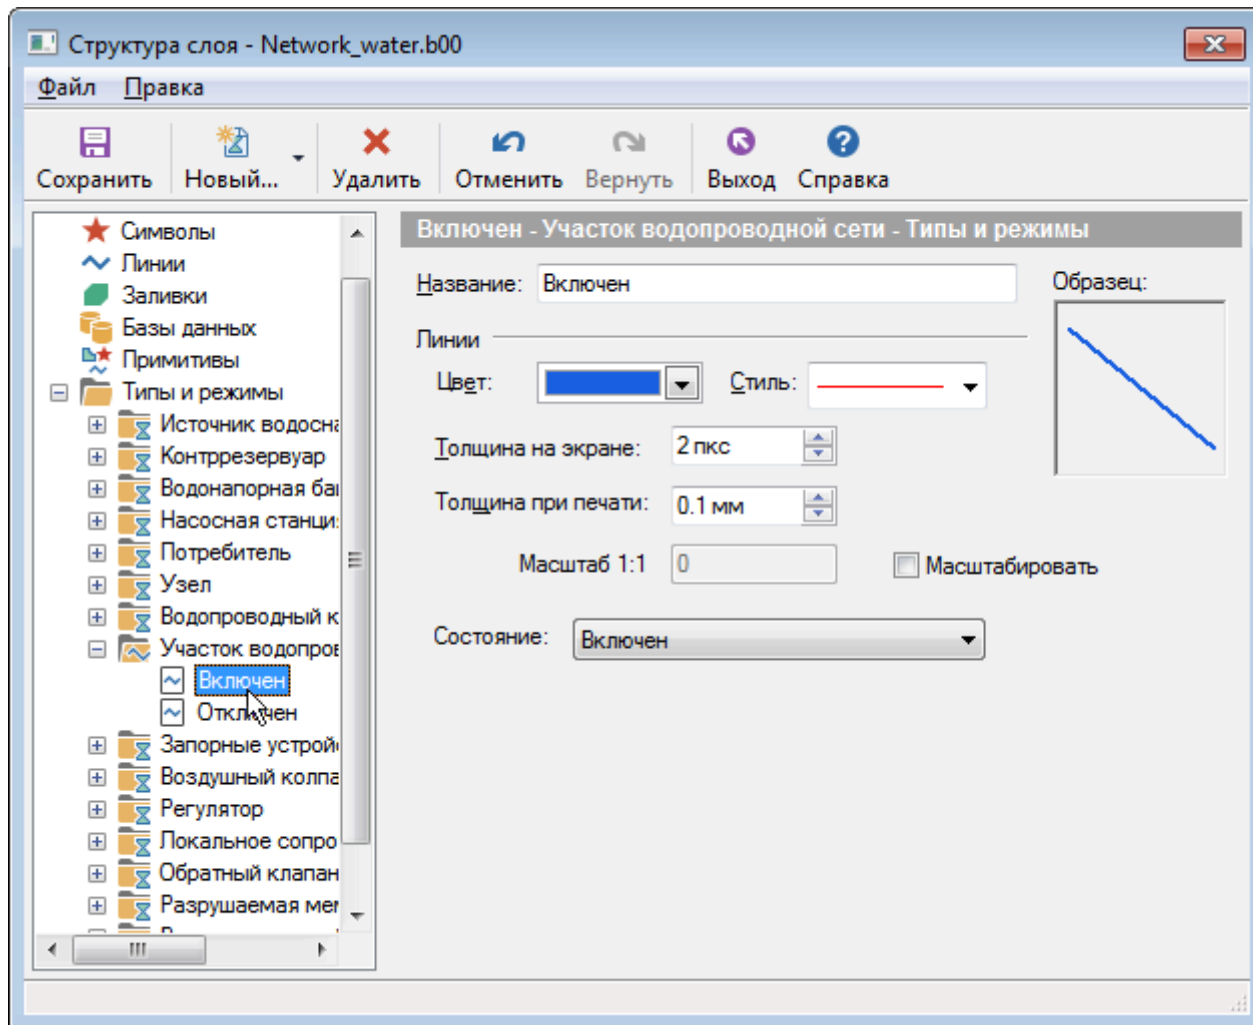 Структура слоя - Network_water.b00
Файл Правка
Сохранить Новый... Удалить Отменить Вернуть Выход Справка
Символы
Линии
Заливки
Базы данных
Примитивы
Типы и режимы
Источник водосна
Контррезервуар
Водонапорная ба
Насосная станци
Потребитель
Узел
Водопроводный к
Участок водопров
Включен
Отключен
Запорные устрой
Воздушный колпа
Регулятор
Локальное сопро
Обратный клапан
Разрушаемая ме
Включен - Участок водопроводной сети - Типы и режимы
Название: Включен
Образец:
Линии
Цвет: Стиль:
Толщина на экране: 2 пкс
Толщина при печати: 0.1 мм
Масштаб 1:1 0 Масштабировать
Состояние: Включен